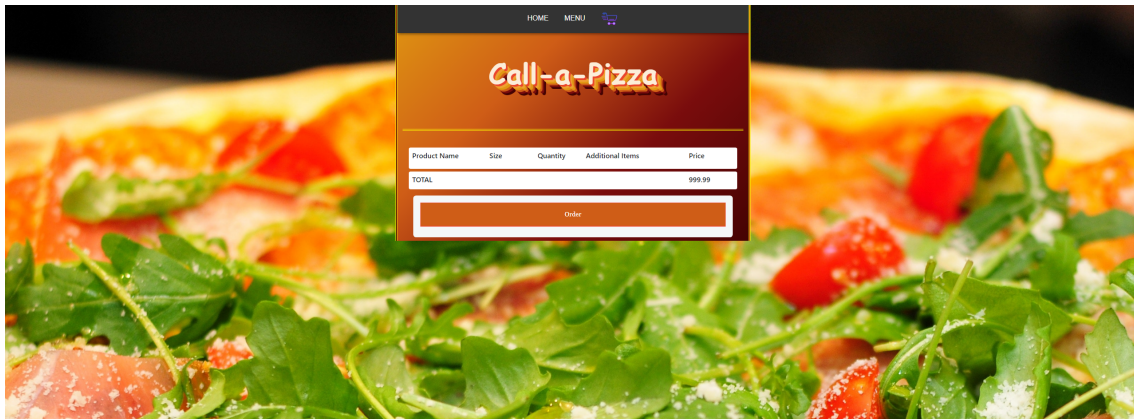 HOME MENU
Call-a-Pizza
Product Name Size Quantity Additional Items Price
TOTAL 999.99
Order